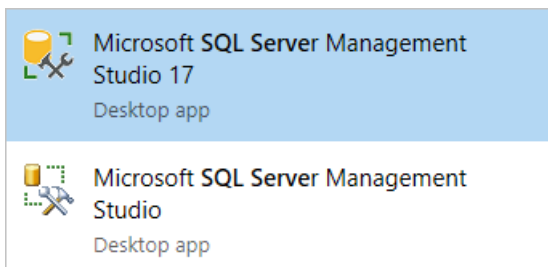 Microsoft SQL Server Management
Studio 17
Desktop app
Microsoft SQL Server Management
Studio
Desktop app